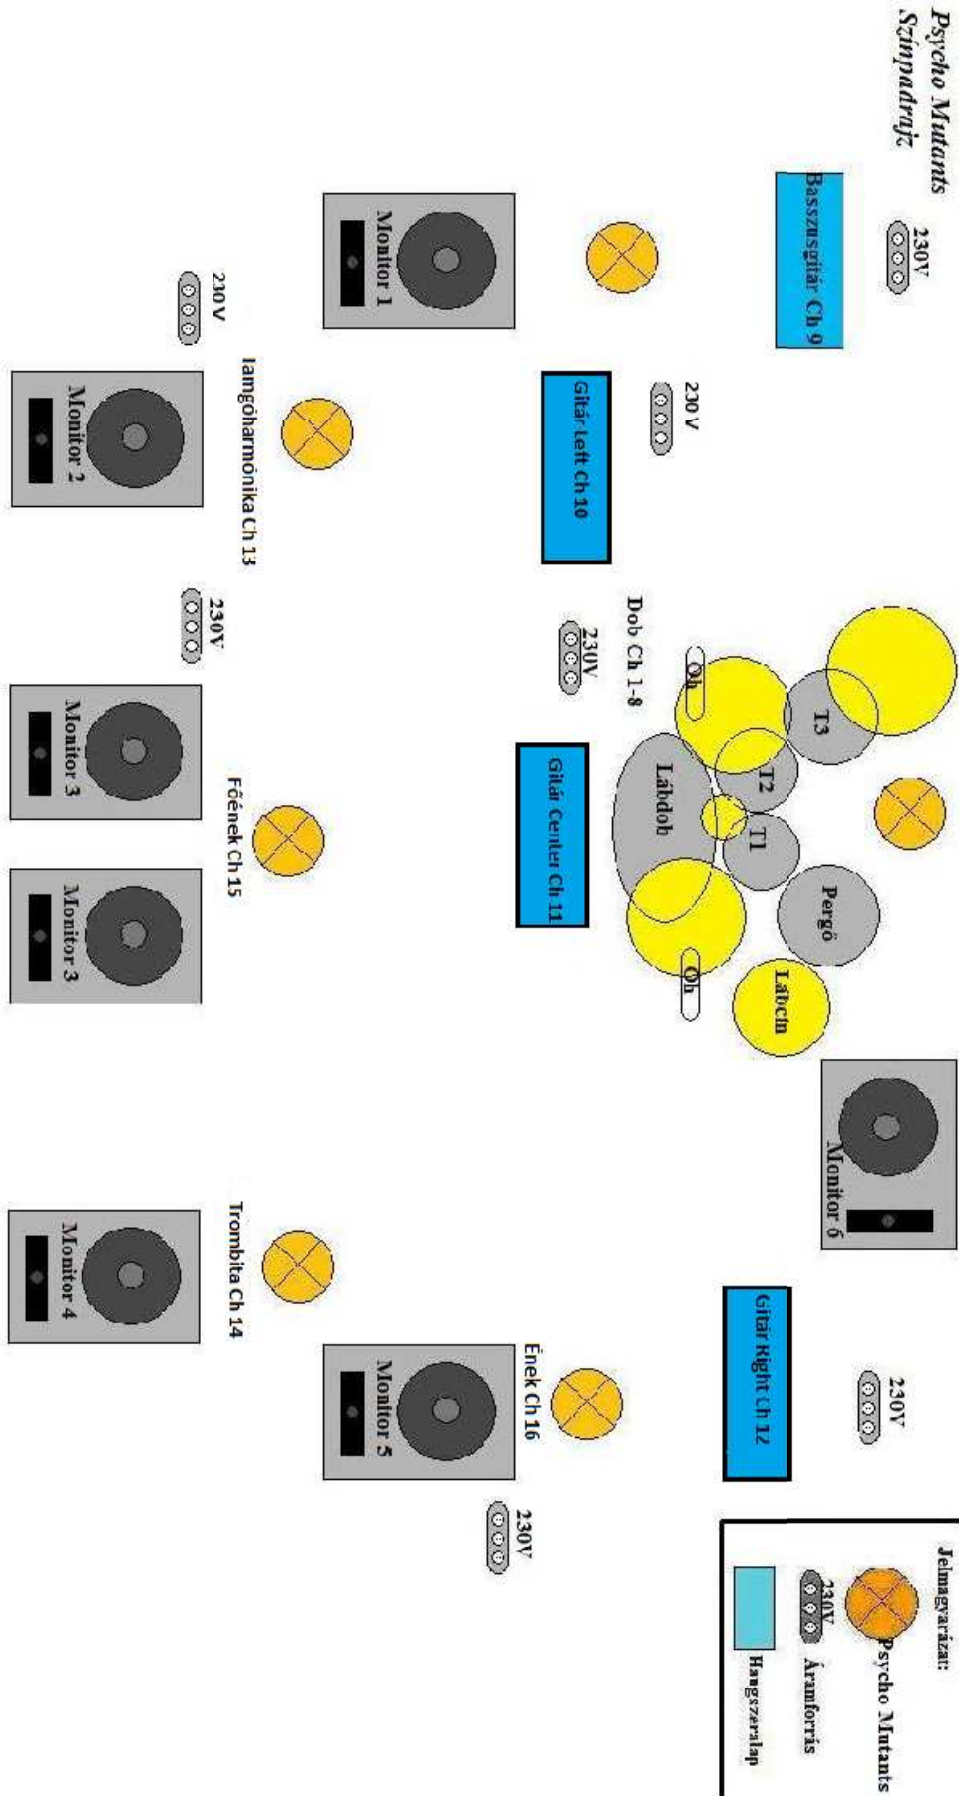 Psycho Mutants
Színpadrajz
230V
Basszusgitár Ch 9
230 V
Gitár Left Ch 10
Monitor 1
230 V
Iamgóharmónika Ch 13
Monitor 2
T3
T2
T1
Pergő
Lábcin
Oh
Lábdob
Oh
Dob Ch 1-8
230V
Gitár Center Ch 11
230V
Főének Ch 15
Monitor 3
Monitor 3
Monitor 6
230V
Gitár Right Ch 12
Ének Ch 16
Monitor 5
230V
Trombita Ch 14
Monitor 4
Jelmagyarázat:
Psycho Mutants
230V
Áramforrás
Hangszeralap